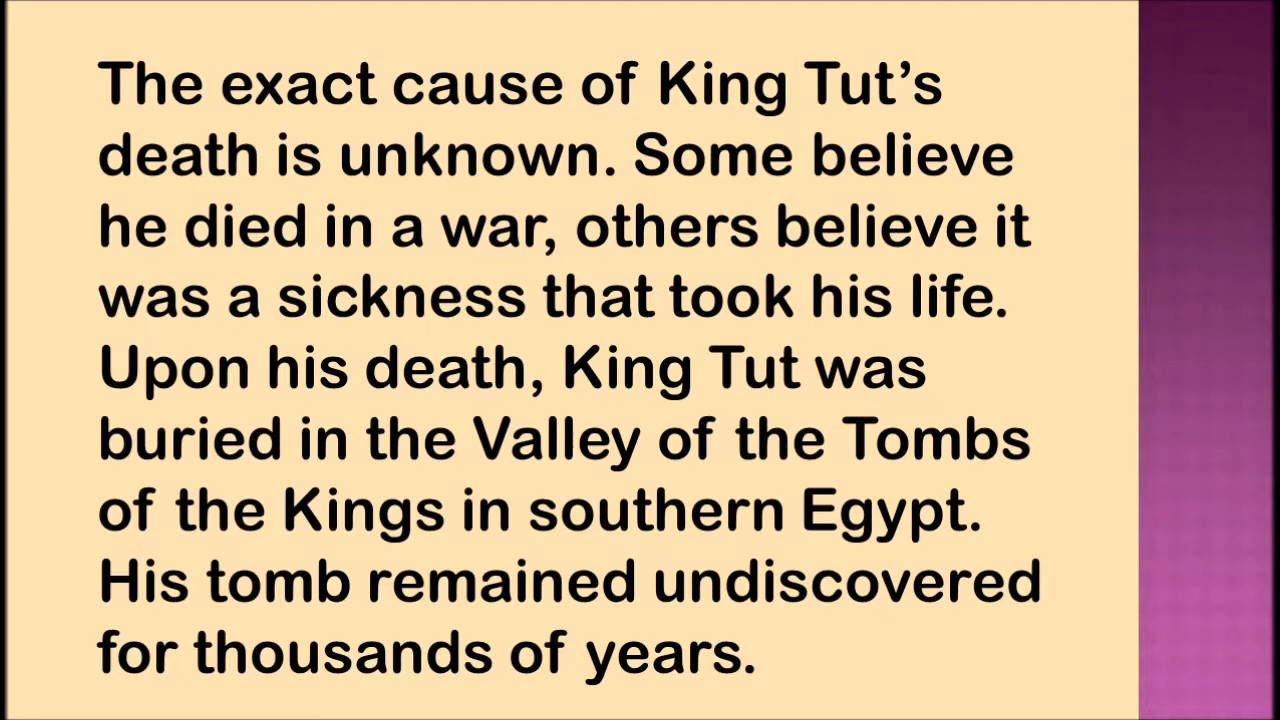 The exact cause of King Tut’s
death is unknown. Some believe
he died in a war, others believe it
was a sickness that took his life.
Upon his death, King Tut was
buried in the Valley of the Tombs
of the Kings in southern Egypt.
His tomb remained undiscovered
for thousands of years.